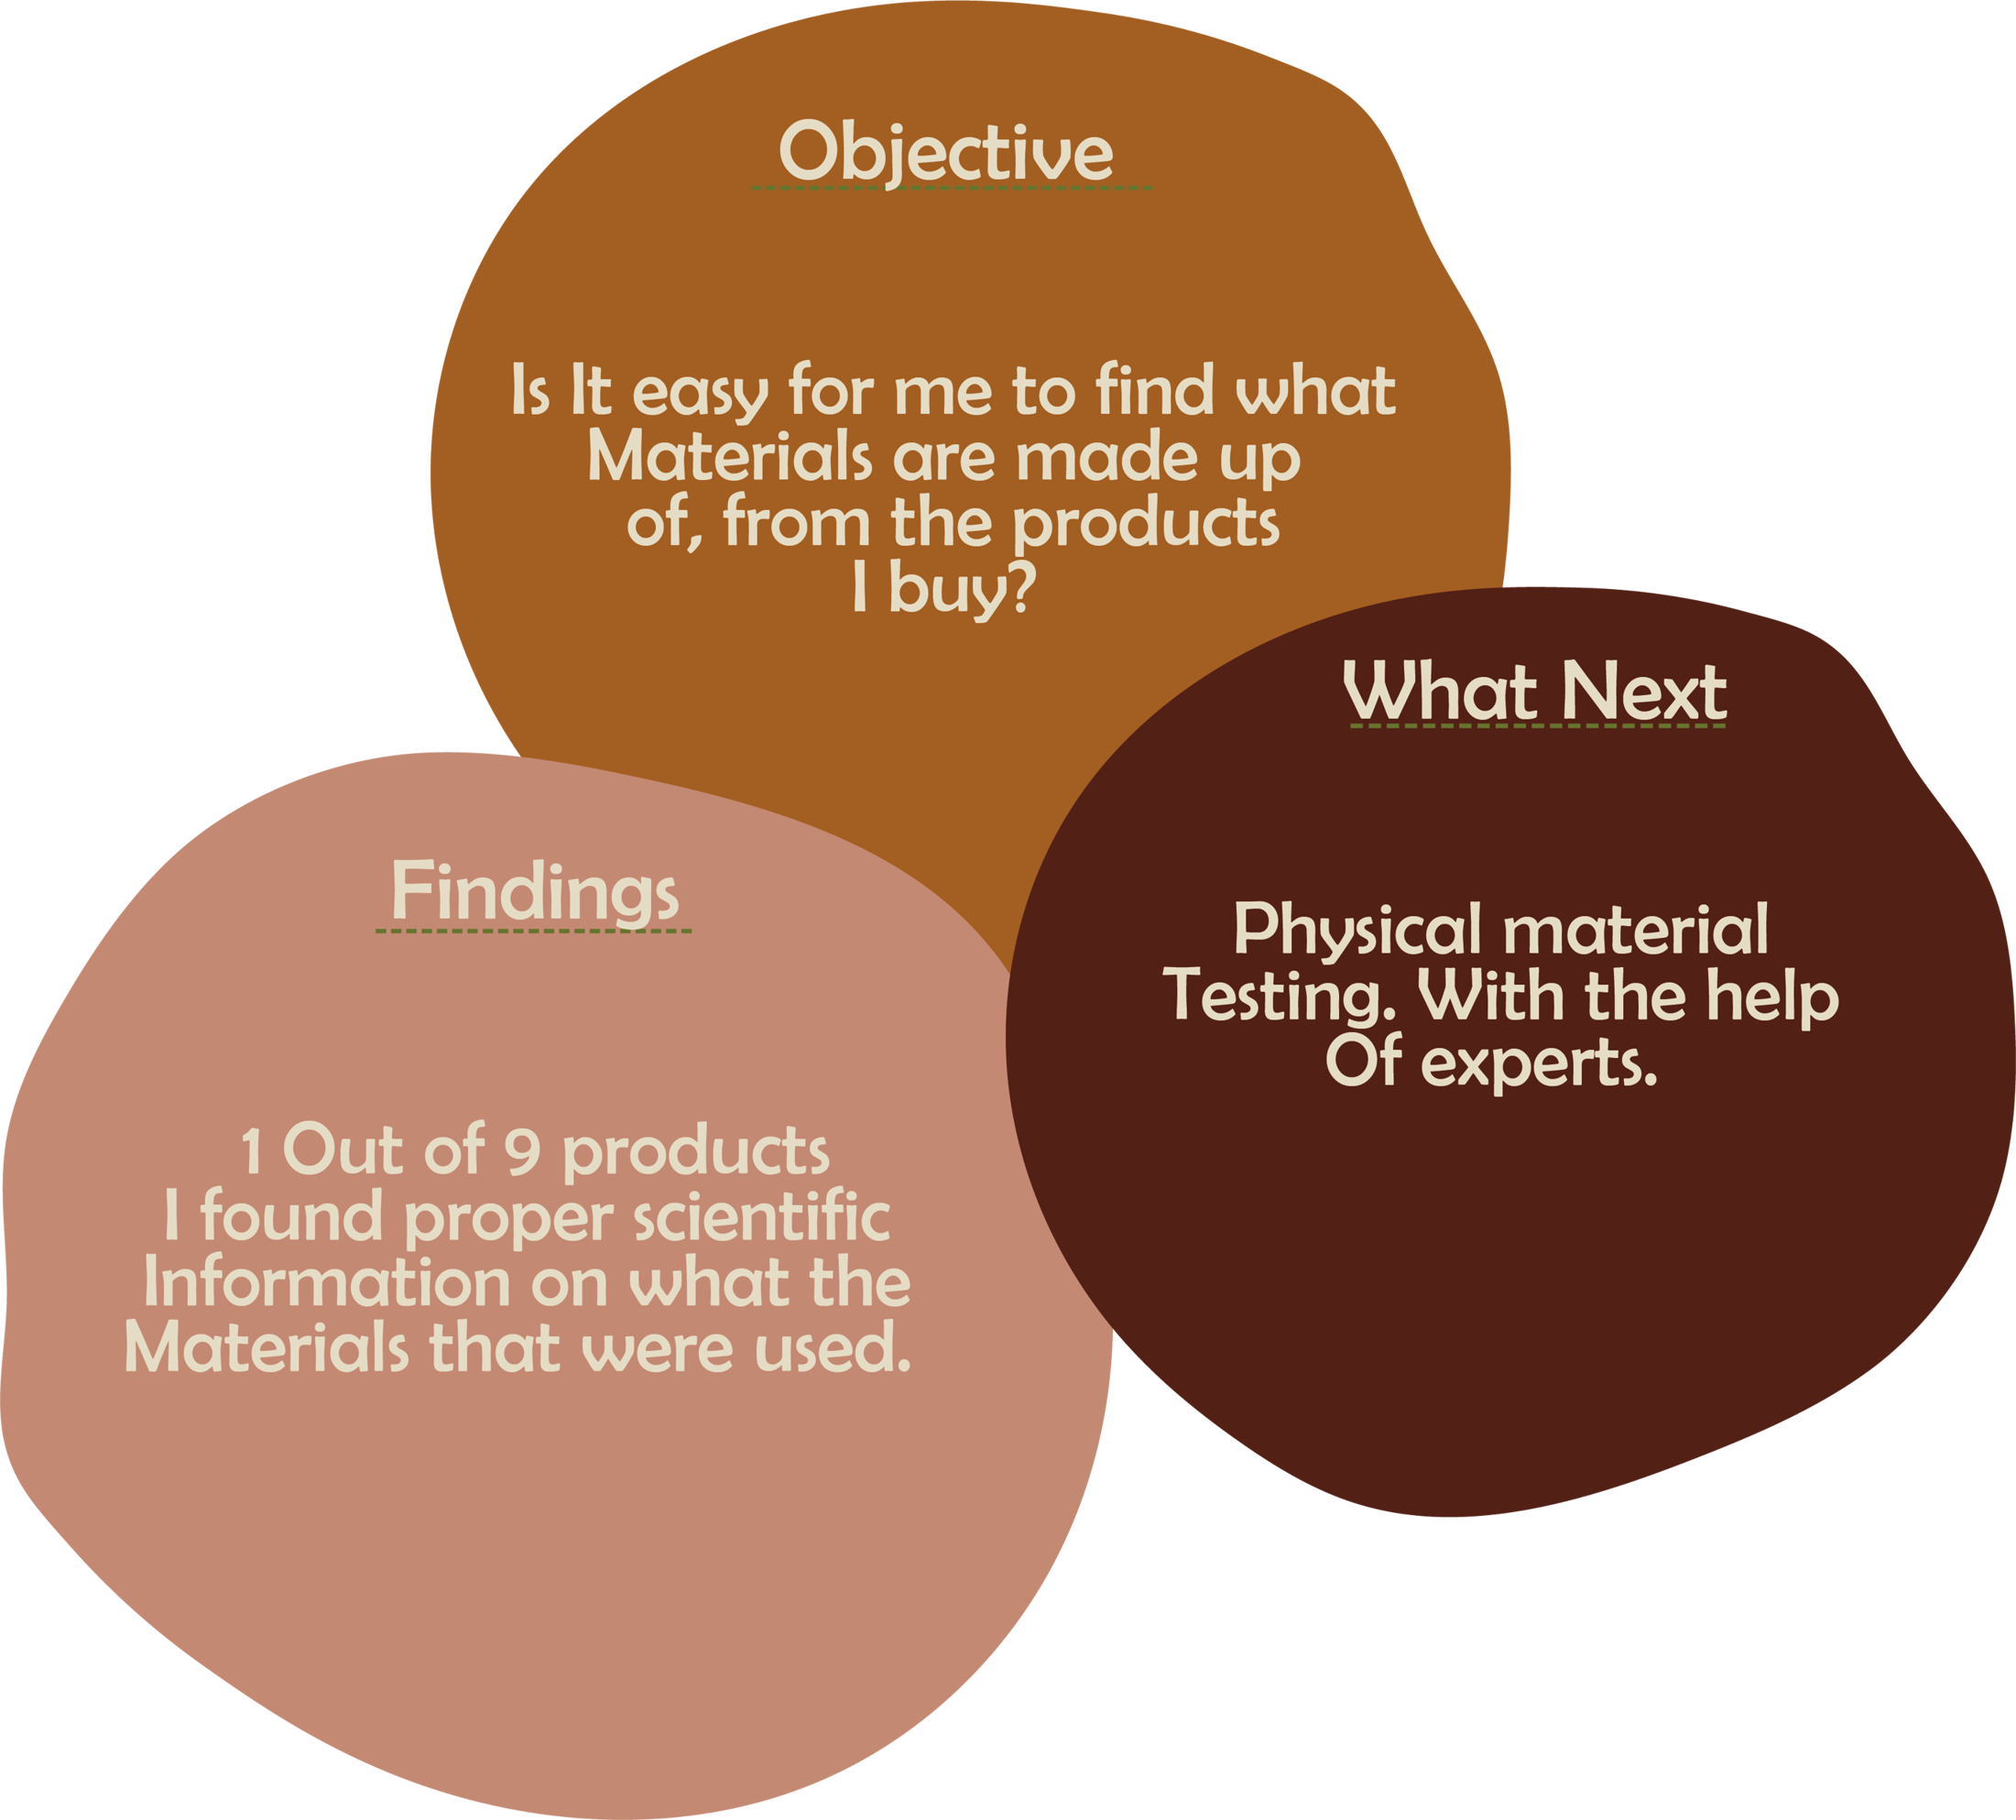 Objective
Is It easy for me to find what
Materials are made up
of, from the products
I buy?
What Next
Physical material
Testing. With the help
Of experts.
Findings
1 Out of 9 products
I found proper scientific
Information on what the
Materials that were used.